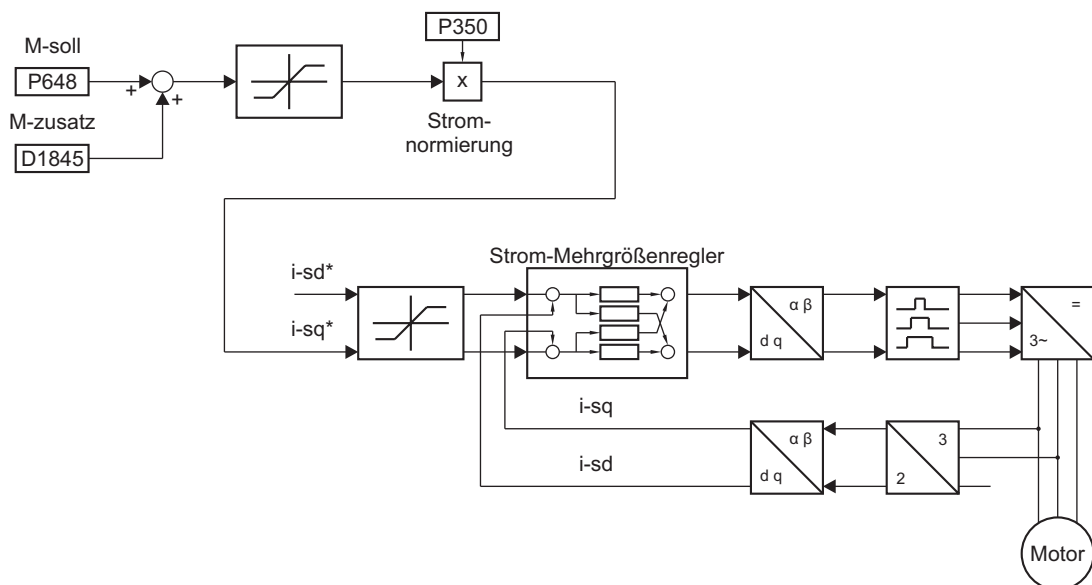 P350
M-soll
P648
+
+
M-zusatz
D1845
x
Strom-
normierung
Strom-Mehrgrößenregler
i-sd*
i-sq*
α β
d q
=
3~
i-sq
i-sd
α β
d q
3
2
Motor